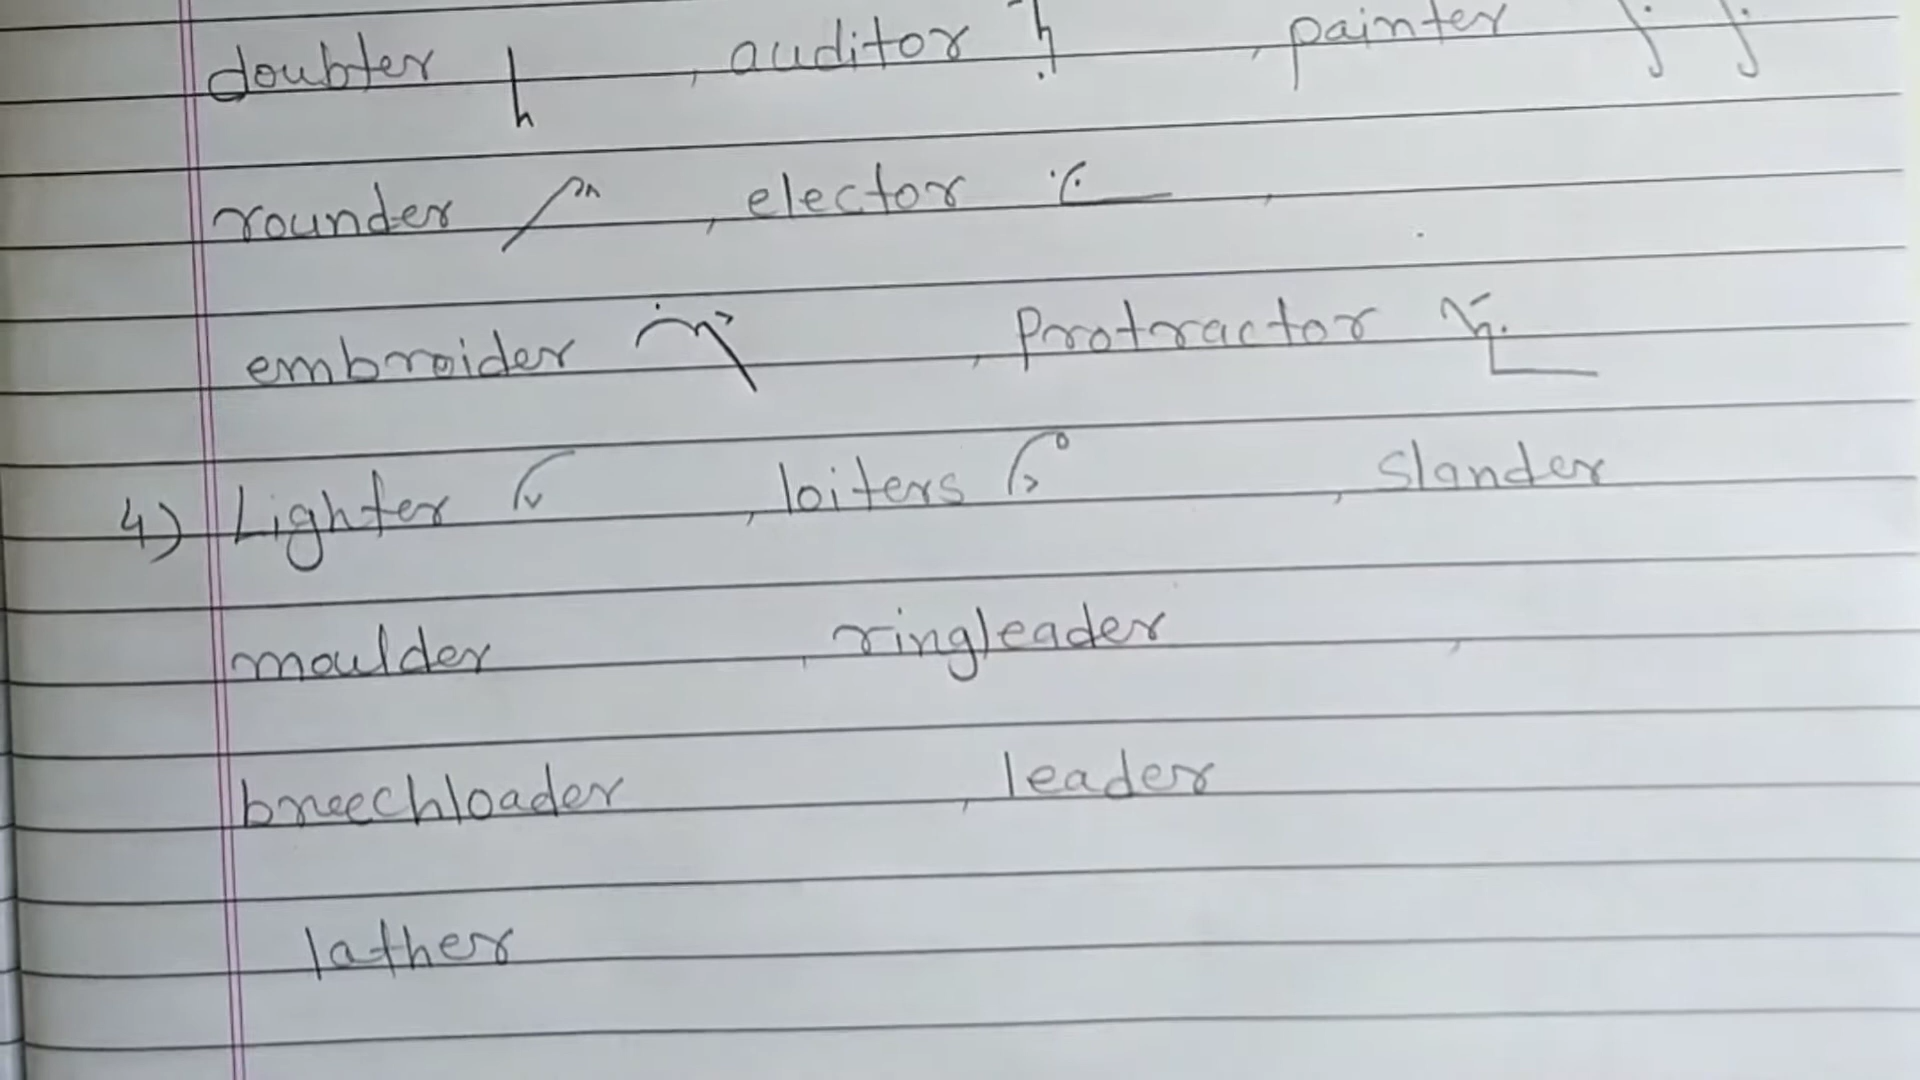 doubter , auditor , painter
rounder , elector ,
embroider , Protractor
4) Lighter , loiters , slander
moulder , ringleader ,
breechloader , leader
lather